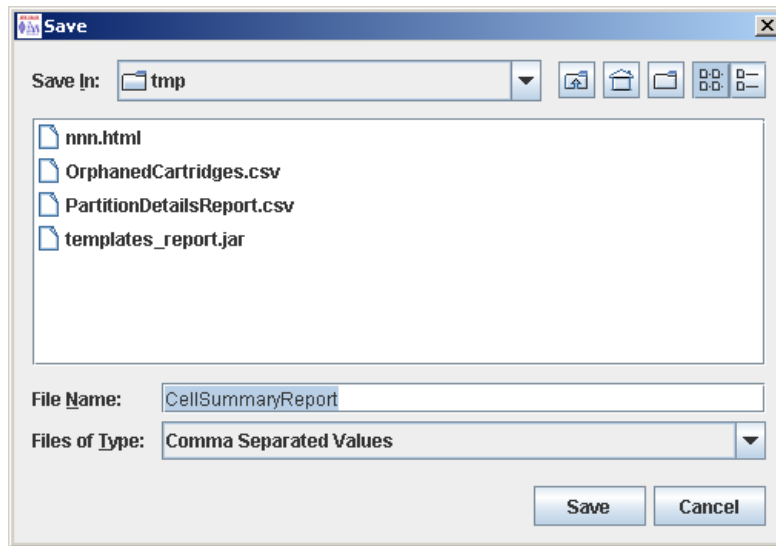 Save
Save In: tmp
nnn.html
OrphanedCartridges.csv
PartitionDetailsReport.csv
templates_report.jar
File Name: CellSummaryReport
Files of Type: Comma Separated Values
Save Cancel